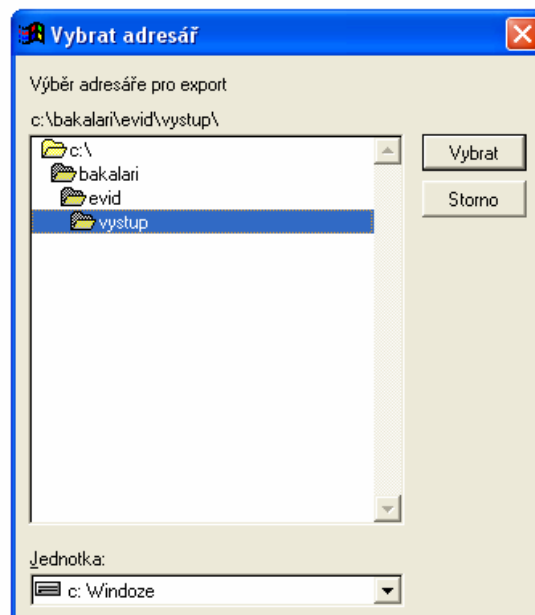 Vybrat adresář
Výběr adresáře pro export
c:\bakalari\evid\vystup\
c:\
bakalari
evid
vystup
Vybrat
Storno
Jednotka:
c: Windoze